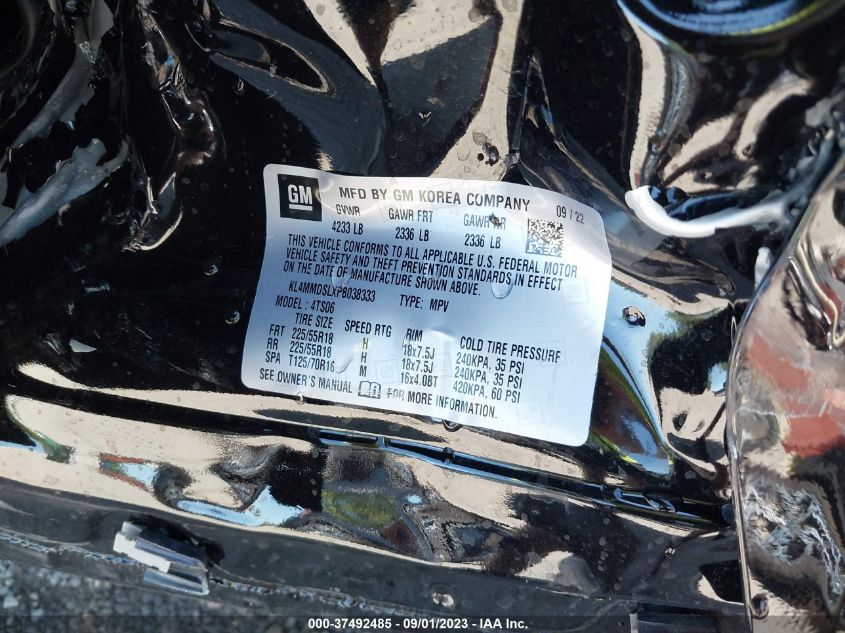 GM MFD BY GM KOREA COMPANY 09 / 22
GVWR GAWR FRT GAWR RR
4233 LB 2336 LB 2336 LB
THIS VEHICLE CONFORMS TO ALL APPLICABLE U.S. FEDERAL MOTOR
VEHICLE SAFETY AND THEFT PREVENTION STANDARDS IN EFFECT
ON THE DATE OF MANUFACTURE SHOWN ABOVE.
KL4MMDSLXPB038333 TYPE: MPV
MODEL: 4TS06
TIRE SIZE SPEED RTG RIM COLD TIRE PRESSURE
FRT 225/55R18 H 18x7.5J 240KPA, 35 PSI
RR 225/55R18 H 18x7.5J 240KPA, 35 PSI
SPA T125/70R16 M 16x4.0BT 420KPA, 60 PSI
SEE OWNER'S MANUAL FOR MORE INFORMATION.
000-37492485 - 09/01/2023 - IAA Inc.